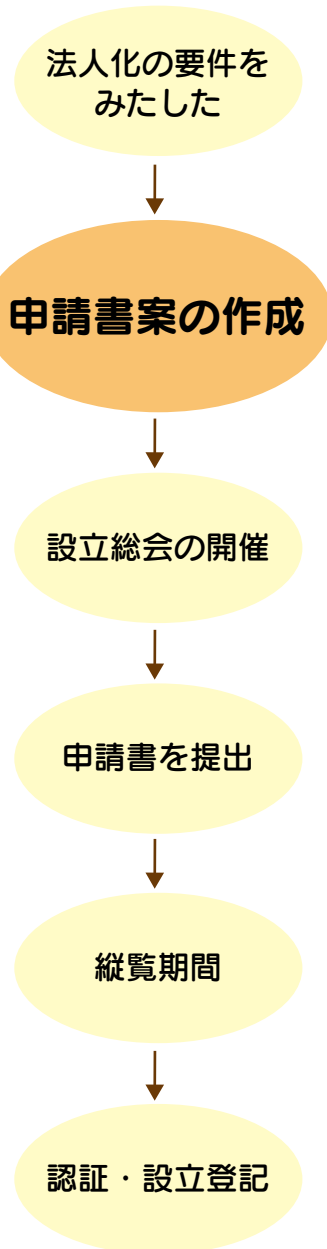 法人化の要件を
みたした
申請書案の作成
設立総会の開催
申請書を提出
縦覧期間
認証・設立登記